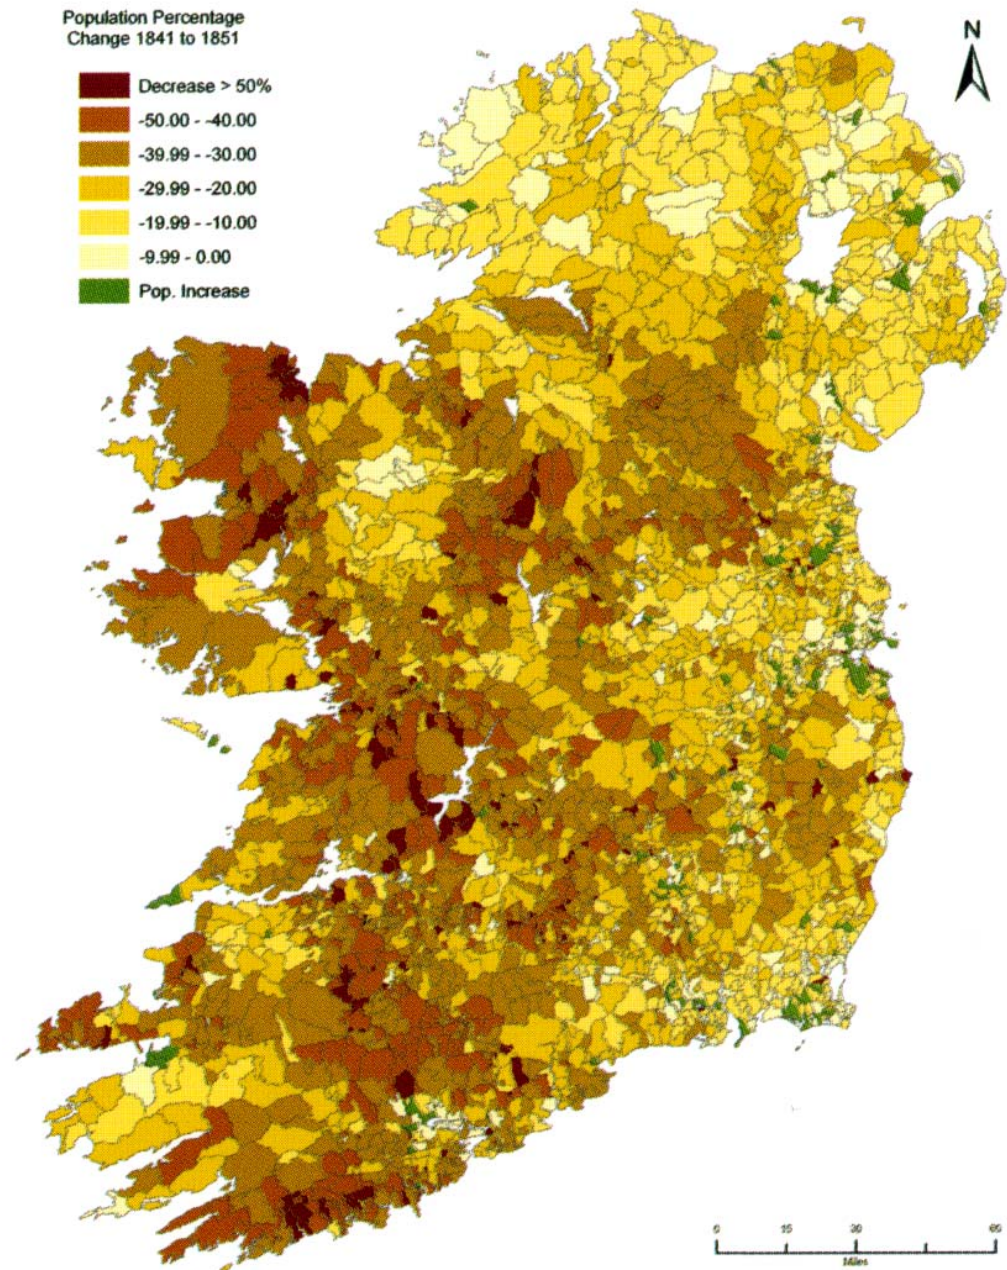 Population Percentage
Change 1841 to 1851
Decrease > 50%
-50.00 - -40.00
-39.99 - -30.00
-29.99 - -20.00
-19.99 - -10.00
-9.99 - 0.00
Pop. Increase
N
0 15 30 60
Miles